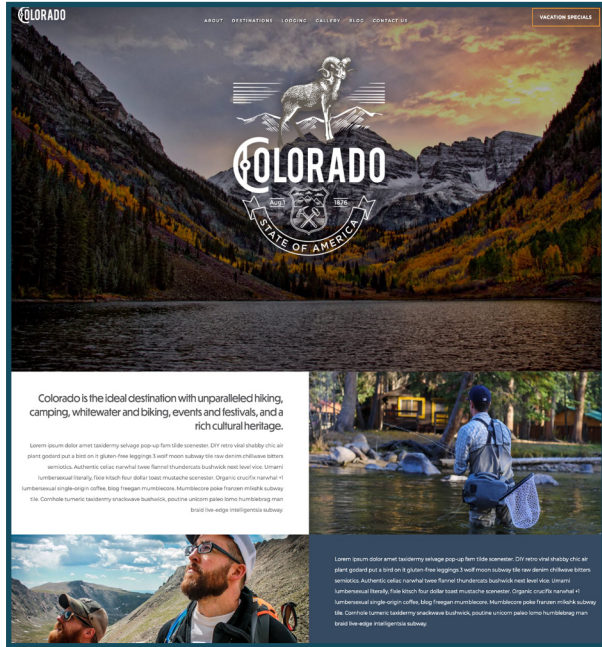 COLORADO
ABOUT DESTINATIONS LODGING GALLERY BLOG CONTACT US
VACATION SPECIALS
COLORADO
Aug.1 1876
STATE OF AMERICA
Colorado is the ideal destination with unparalleled hiking,
camping, whitewater and biking, events and festivals, and a
rich cultural heritage.
Lorem ipsum dolor amet taxidermy selvage pop-up fam tilde scenester. DIY retro viral shabby chic air
plant godard put a bird on it gluten-free leggings 3 wolf moon subway tile raw denim chillwave bitters
semiotics. Authentic celiac narwhal twee flannel thundercats bushwick next level vice. Umami
lumbersexual literally, fixie kitsch four dollar toast mustache scenester. Organic crucifix narwhal +1
lumbersexual single-origin coffee, blog freegan mumblecore. Mumblecore poke franzen mlkshk subway
tile. Cornhole tumeric taxidermy snackwave bushwick, poutine unicorn paleo lomo humblebrag man
braid live-edge intelligentsia subway.
Lorem ipsum dolor amet taxidermy selvage pop-up fam tilde scenester. DIY retro viral shabby chic air
plant godard put a bird on it gluten-free leggings 3 wolf moon subway tile raw denim chillwave bitters
semiotics. Authentic celiac narwhal twee flannel thundercats bushwick next level vice. Umami
lumbersexual literally, fixie kitsch four dollar toast mustache scenester. Organic crucifix narwhal +1
lumbersexual single-origin coffee, blog freegan mumblecore. Mumblecore poke franzen mlkshk subway
tile. Cornhole tumeric taxidermy snackwave bushwick, poutine unicorn paleo lomo humblebrag man
braid live-edge intelligentsia subway.